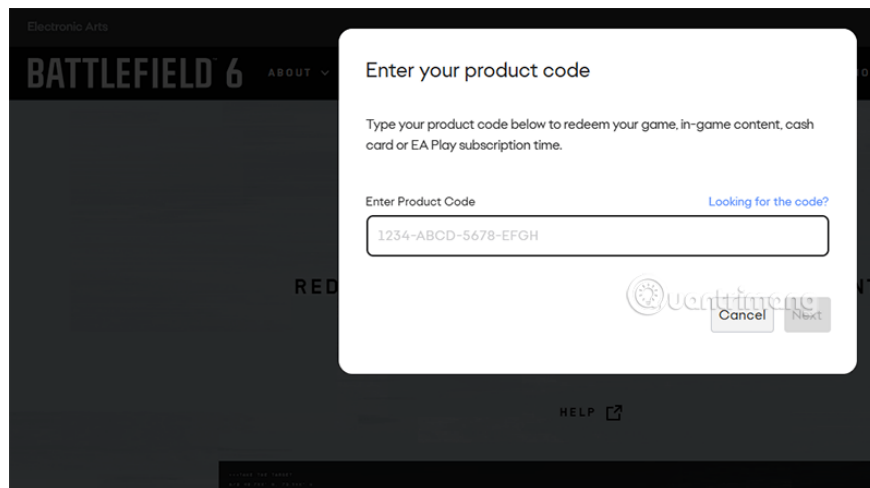 Electronic Arts
BATTLEFIELD™ 6
ABOUT
Enter your product code
Type your product code below to redeem your game, in-game content, cash
card or EA Play subscription time.
Enter Product Code
Looking for the code?
1234-ABCD-5678-EFGH
RED
Quantrimang
Cancel
Next
HELP